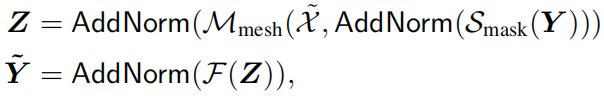 Z = AddNorm(ℳ_mesh(𝒳̃, AddNorm(𝒮_mask(Y)))
Ỹ = AddNorm(ℱ(Z)),